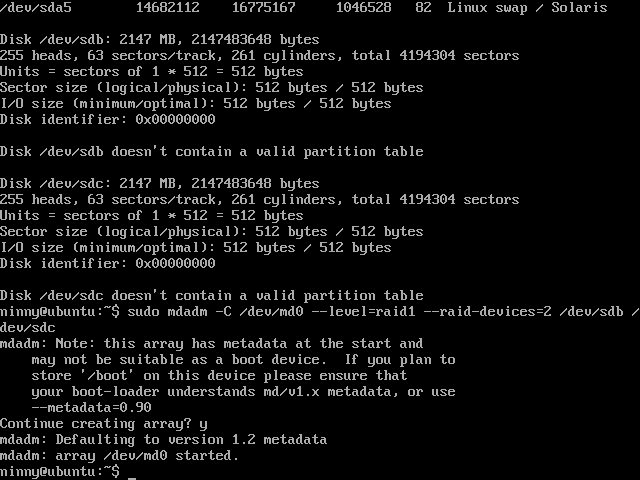 /dev/sda5        14682112    16775167     1046528   82  Linux swap / Solaris
Disk /dev/sdb: 2147 MB, 2147483648 bytes
255 heads, 63 sectors/track, 261 cylinders, total 4194304 sectors
Units = sectors of 1 * 512 = 512 bytes
Sector size (logical/physical): 512 bytes / 512 bytes
I/O size (minimum/optimal): 512 bytes / 512 bytes
Disk identifier: 0x00000000
Disk /dev/sdb doesn't contain a valid partition table
Disk /dev/sdc: 2147 MB, 2147483648 bytes
255 heads, 63 sectors/track, 261 cylinders, total 4194304 sectors
Units = sectors of 1 * 512 = 512 bytes
Sector size (logical/physical): 512 bytes / 512 bytes
I/O size (minimum/optimal): 512 bytes / 512 bytes
Disk identifier: 0x00000000
Disk /dev/sdc doesn't contain a valid partition table
ninny@ubuntu:~$ sudo mdadm -C /dev/md0 --level=raid1 --raid-devices=2 /dev/sdb /
dev/sdc
mdadm: Note: this array has metadata at the start and
    may not be suitable as a boot device.  If you plan to
    store '/boot' on this device please ensure that
    your boot-loader understands md/v1.x metadata, or use
    --metadata=0.90
Continue creating array? y
mdadm: Defaulting to version 1.2 metadata
mdadm: array /dev/md0 started.
ninny@ubuntu:~$ _